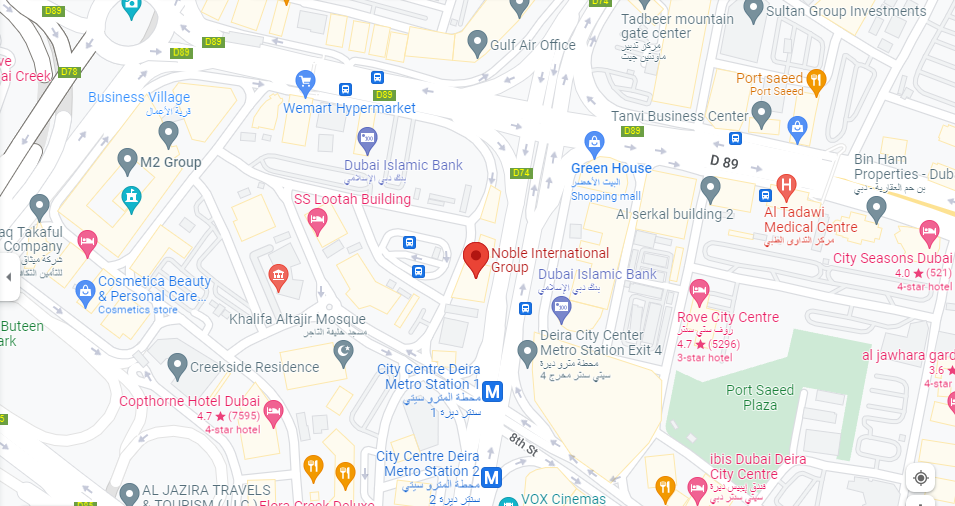 D89
D89
D89
D78
ve
ai Creek
Gulf Air Office
D74
Tadbeer mountain
gate center
مركز تدبير
ماونتين جيت
Sultan Group Investments
Business Village
قرية الأعمال
Wemart Hypermarket
D89
Port saeed
Port Saeed
Tanvi Business Center
M2 Group
Dubai Islamic Bank
بنك دبي الإسلامي
D74
D89
Green House
البيت الأخضر
Shopping mall
D 89
Bin Ham
Properties - Dub
بن حم العقارية - دبي
SS Lootah Building
Al serkal building 2
Al Tadawi
Medical Centre
مركز التداوي الطبي
aq Takaful
Company
شركة ميثاق
للتأمين التكاف
Noble International
Group
City Seasons Dubai
4.0 ★ (521)
4-star hotel
Cosmetica Beauty
& Personal Care...
Cosmetics store
Dubai Islamic Bank
بنك دبي الإسلامي
Khalifa Altajir Mosque
مسجد خليفة التاجر
Rove City Centre
روف سيتي سنتر
4.7 ★ (5296)
3-star hotel
Buteen
ark
Deira City Center
Metro Station Exit 4
محطة مترو ديرة
سيتي سنتر مخرج 4
al jawhara gard
3.6 ★
4-star
Creekside Residence
City Centre Deira
Metro Station 1
محطة المترو سيتي
سنتر ديرة 1
Port Saeed
Plaza
Copthorne Hotel Dubai
4.7 ★ (7595)
4-star hotel
8th St
City Centre Deira
Metro Station 2
محطة المترو سيتي
سنتر ديرة 2
ibis Dubai Deira
City Centre
فندق إيبيس ديرة
سيتي سنتر دبي
AL JAZIRA TRAVELS
& TOURISM ( LLC )
Flora Creek Deluxe
VOX Cinemas